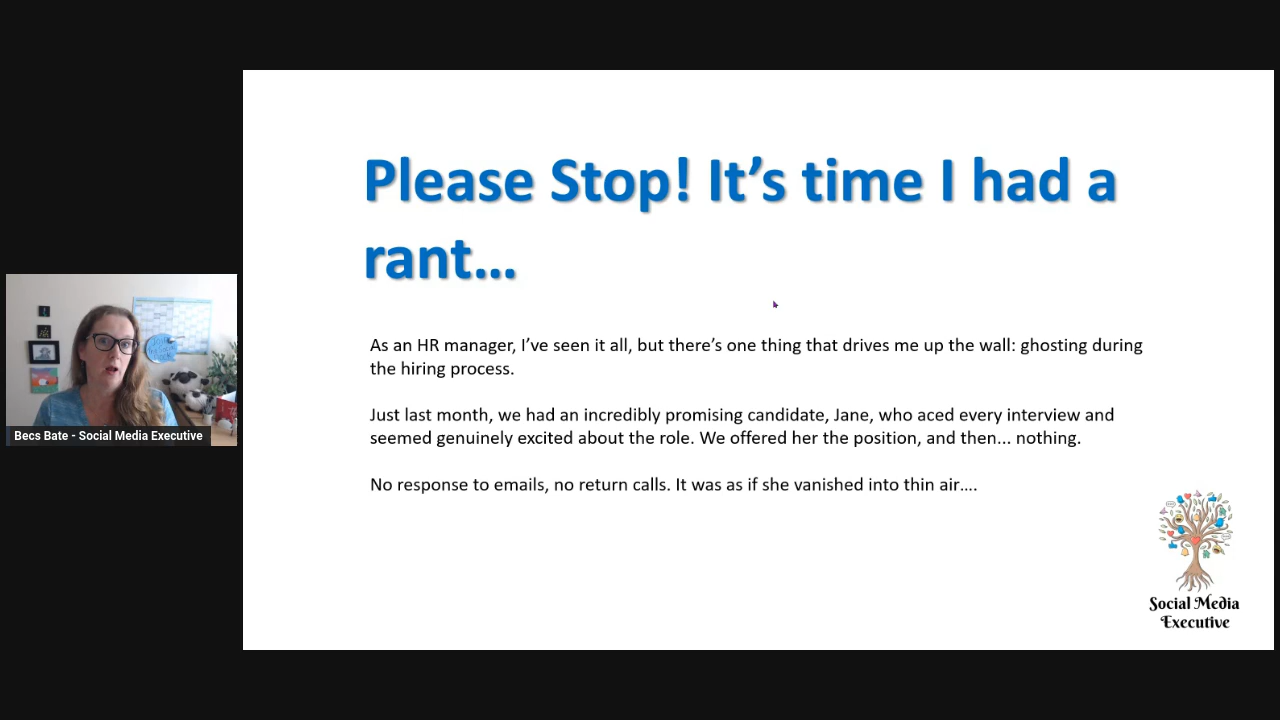 Please Stop! It’s time I had a
rant…
As an HR manager, I’ve seen it all, but there’s one thing that drives me up the wall: ghosting during
the hiring process.
Just last month, we had an incredibly promising candidate, Jane, who aced every interview and
seemed genuinely excited about the role. We offered her the position, and then... nothing.
No response to emails, no return calls. It was as if she vanished into thin air….
Becs Bate - Social Media Executive
Social Media
Executive